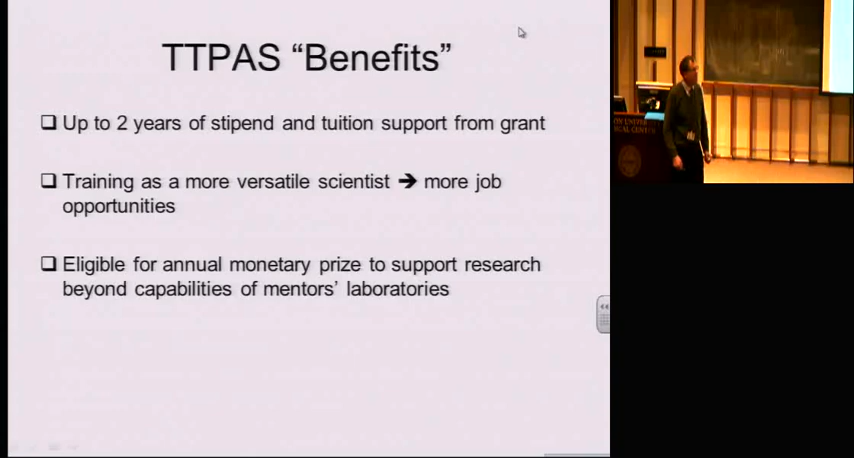 TTPAS “Benefits”
Up to 2 years of stipend and tuition support from grant
Training as a more versatile scientist ➔ more job
opportunities
Eligible for annual monetary prize to support research
beyond capabilities of mentors’ laboratories